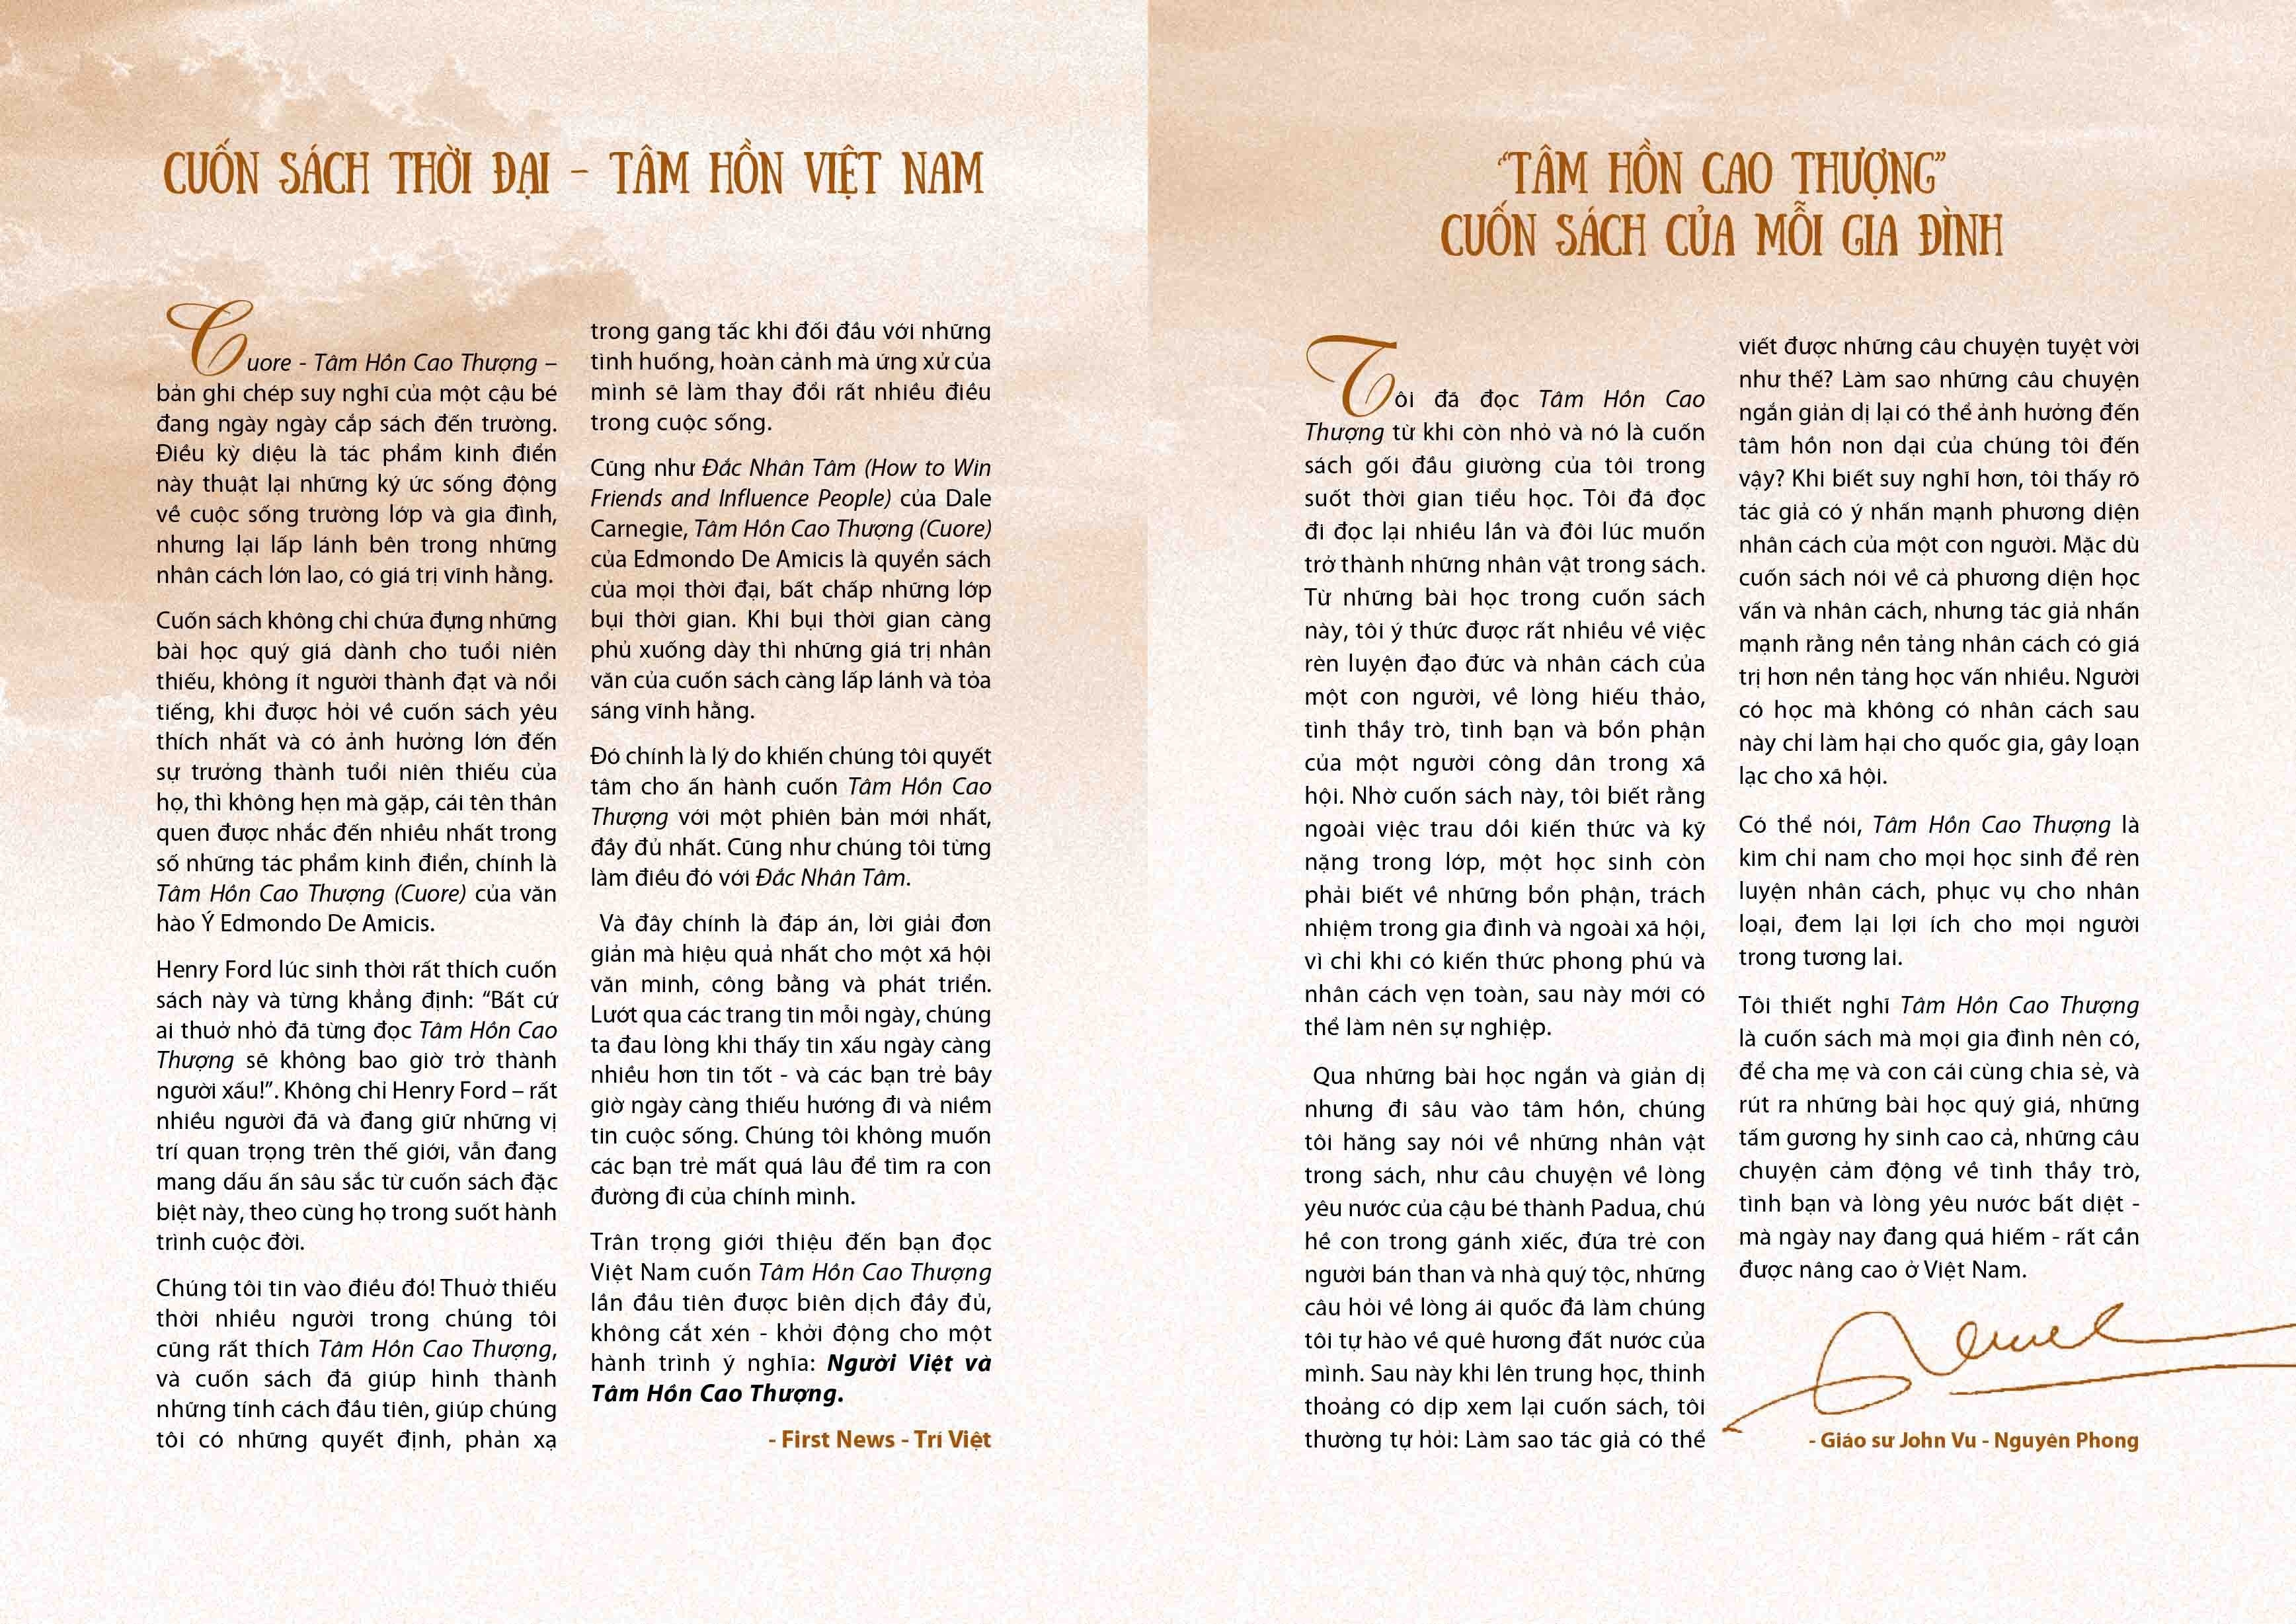 CUỐN SÁCH THỜI ĐẠI – TÂM HỒN VIỆT NAM
Cuore - Tâm Hồn Cao Thượng –
bản ghi chép suy nghĩ của một cậu bé
đang ngày ngày cắp sách đến trường.
Điều kỳ diệu là tác phẩm kinh điển
này thuật lại những ký ức sống động
về cuộc sống trường lớp và gia đình,
nhưng lại lấp lánh bên trong những
nhân cách lớn lao, có giá trị vĩnh hằng.
Cuốn sách không chỉ chứa đựng những
bài học quý giá dành cho tuổi niên
thiếu, không ít người thành đạt và nổi
tiếng, khi được hỏi về cuốn sách yêu
thích nhất và có ảnh hưởng lớn đến
sự trưởng thành tuổi niên thiếu của
họ, thì không hẹn mà gặp, cái tên thân
quen được nhắc đến nhiều nhất trong
số những tác phẩm kinh điển, chính là
Tâm Hồn Cao Thượng (Cuore) của văn
hào Ý Edmondo De Amicis.
Henry Ford lúc sinh thời rất thích cuốn
sách này và từng khẳng định: “Bất cứ
ai thuở nhỏ đã từng đọc Tâm Hồn Cao
Thượng sẽ không bao giờ trở thành
người xấu!”. Không chỉ Henry Ford – rất
nhiều người đã và đang giữ những vị
trí quan trọng trên thế giới, vẫn đang
mang dấu ấn sâu sắc từ cuốn sách đặc
biệt này, theo cùng họ trong suốt hành
trình cuộc đời.
Chúng tôi tin vào điều đó! Thuở thiếu
thời nhiều người trong chúng tôi
cũng rất thích Tâm Hồn Cao Thượng,
và cuốn sách đã giúp hình thành
những tính cách đầu tiên, giúp chúng
tôi có những quyết định, phản xạ
trong gang tấc khi đối đầu với những
tình huống, hoàn cảnh mà ứng xử của
mình sẽ làm thay đổi rất nhiều điều
trong cuộc sống.
Cũng như Đắc Nhân Tâm (How to Win
Friends and Influence People) của Dale
Carnegie, Tâm Hồn Cao Thượng (Cuore)
của Edmondo De Amicis là quyển sách
của mọi thời đại, bất chấp những lớp
bụi thời gian. Khi bụi thời gian càng
phủ xuống dày thì những giá trị nhân
văn của cuốn sách càng lấp lánh và tỏa
sáng vĩnh hằng.
Đó chính là lý do khiến chúng tôi quyết
tâm cho ấn hành cuốn Tâm Hồn Cao
Thượng với một phiên bản mới nhất,
đầy đủ nhất. Cũng như chúng tôi từng
làm điều đó với Đắc Nhân Tâm.
Và đây chính là đáp án, lời giải đơn
giản mà hiệu quả nhất cho một xã hội
văn minh, công bằng và phát triển.
Lướt qua các trang tin mỗi ngày, chúng
ta đau lòng khi thấy tin xấu ngày càng
nhiều hơn tin tốt - và các bạn trẻ bây
giờ ngày càng thiếu hướng đi và niềm
tin cuộc sống. Chúng tôi không muốn
các bạn trẻ mất quá lâu để tìm ra con
đường đi của chính mình.
Trân trọng giới thiệu đến bạn đọc
Việt Nam cuốn Tâm Hồn Cao Thượng
lần đầu tiên được biên dịch đầy đủ,
không cắt xén - khởi động cho một
hành trình ý nghĩa: Người Việt và
Tâm Hồn Cao Thượng.
- First News - Trí Việt
“TÂM HỒN CAO THƯỢNG”
CUỐN SÁCH CỦA MỖI GIA ĐÌNH
Tôi đã đọc Tâm Hồn Cao
Thượng từ khi còn nhỏ và nó là cuốn
sách gối đầu giường của tôi trong
suốt thời gian tiểu học. Tôi đã đọc
đi đọc lại nhiều lần và đôi lúc muốn
trở thành những nhân vật trong sách.
Từ những bài học trong cuốn sách
này, tôi ý thức được rất nhiều về việc
rèn luyện đạo đức và nhân cách của
một con người, về lòng hiếu thảo,
tình thầy trò, tình bạn và bổn phận
của một người công dân trong xã
hội. Nhờ cuốn sách này, tôi biết rằng
ngoài việc trau dồi kiến thức và kỹ
nặng trong lớp, một học sinh còn
phải biết về những bổn phận, trách
nhiệm trong gia đình và ngoài xã hội,
vì chỉ khi có kiến thức phong phú và
nhân cách vẹn toàn, sau này mới có
thể làm nên sự nghiệp.
Qua những bài học ngắn và giản dị
nhưng đi sâu vào tâm hồn, chúng
tôi hăng say nói về những nhân vật
trong sách, như câu chuyện về lòng
yêu nước của cậu bé thành Padua, chú
hề con trong gánh xiếc, đứa trẻ con
người bán than và nhà quý tộc, những
câu hỏi về lòng ái quốc đã làm chúng
tôi tự hào về quê hương đất nước của
mình. Sau này khi lên trung học, thỉnh
thoảng có dịp xem lại cuốn sách, tôi
thường tự hỏi: Làm sao tác giả có thể
viết được những câu chuyện tuyệt vời
như thế? Làm sao những câu chuyện
ngắn giản dị lại có thể ảnh hưởng đến
tâm hồn non dại của chúng tôi đến
vậy? Khi biết suy nghĩ hơn, tôi thấy rõ
tác giả có ý nhấn mạnh phương diện
nhân cách của một con người. Mặc dù
cuốn sách nói về cả phương diện học
vấn và nhân cách, nhưng tác giả nhấn
mạnh rằng nền tảng nhân cách có giá
trị hơn nền tảng học vấn nhiều. Người
có học mà không có nhân cách sau
này chỉ làm hại cho quốc gia, gây loạn
lạc cho xã hội.
Có thể nói, Tâm Hồn Cao Thượng là
kim chỉ nam cho mọi học sinh để rèn
luyện nhân cách, phục vụ cho nhân
loại, đem lại lợi ích cho mọi người
trong tương lai.
Tôi thiết nghĩ Tâm Hồn Cao Thượng
là cuốn sách mà mọi gia đình nên có,
để cha mẹ và con cái cùng chia sẻ, và
rút ra những bài học quý giá, những
tấm gương hy sinh cao cả, những câu
chuyện cảm động về tình thầy trò,
tình bạn và lòng yêu nước bất diệt -
mà ngày nay đang quá hiếm - rất cần
được nâng cao ở Việt Nam.
- Giáo sư John Vu - Nguyên Phong